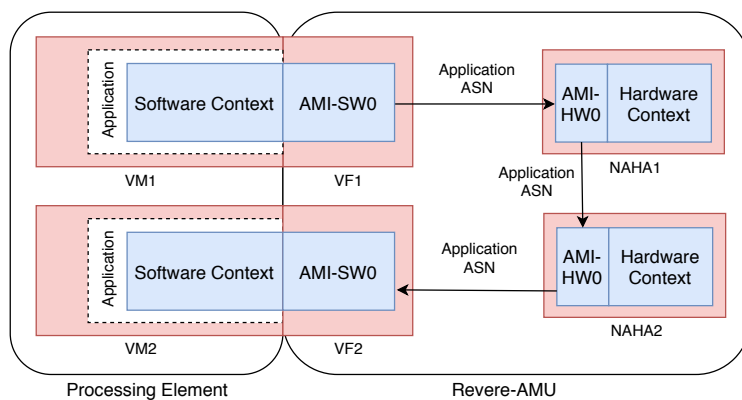 Application
Software Context
AMI-SW0
VM1
VF1
Application
ASN
AMI-
HW0
Hardware
Context
NAHA1
Application
ASN
Application
Software Context
AMI-SW0
VM2
VF2
Application
ASN
AMI-
HW0
Hardware
Context
NAHA2
Processing Element
Revere-AMU